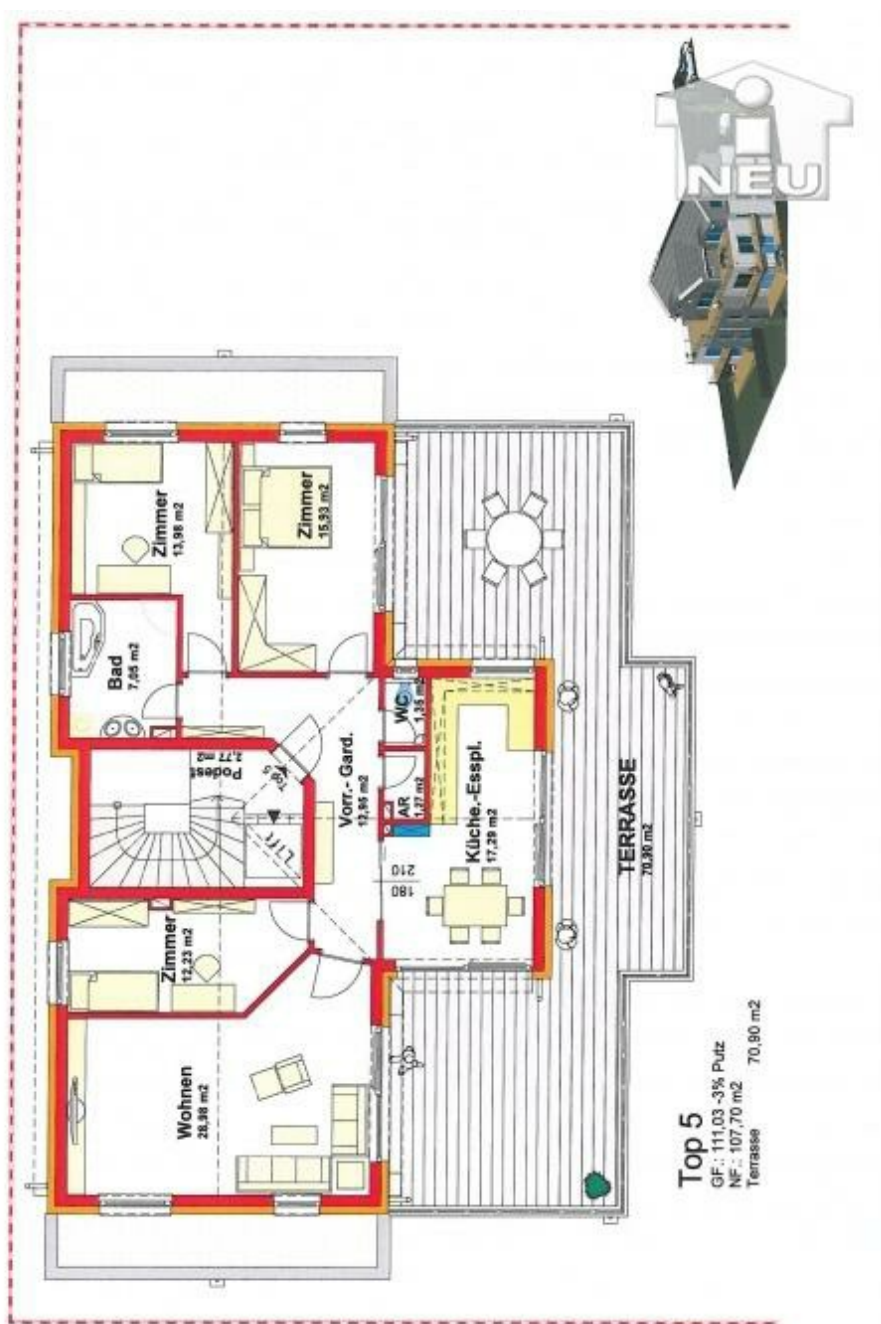 NEU
Zimmer
13,98 m2
Zimmer
15,93 m2
Bad
7,05 m2
WC
1,35 m2
Podest
2,77 m2
Top 5
Lift
Vorr.- Gard.
12,95 m2
AR
1,27 m2
Küche.-Esspl.
17,29 m2
210
180
Zimmer
12,23 m2
Wohnen
28,98 m2
TERRASSE
70,90 m2
Top 5
GF.: 111,03 -3% Putz
NF.: 107,70 m2
Terrasse 70,90 m2